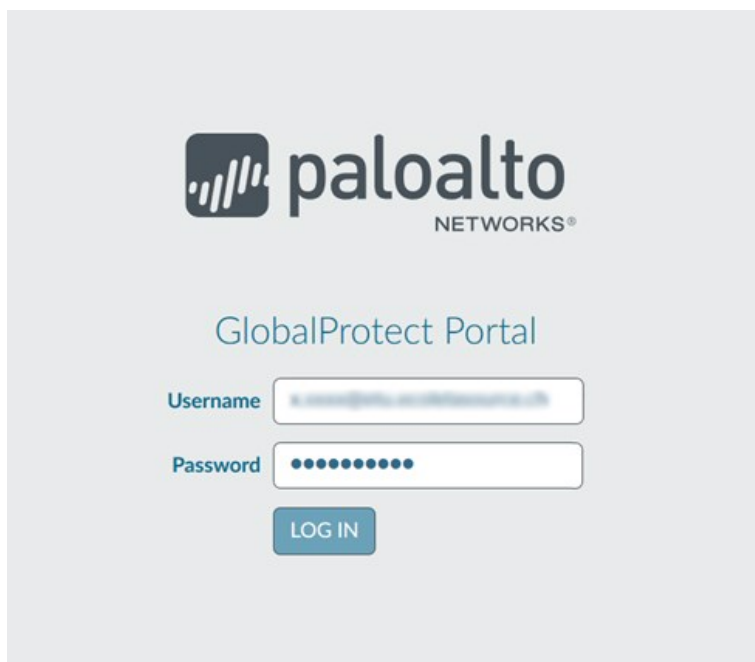 paloalto
NETWORKS®
GlobalProtect Portal
Username
Password ●●●●●●●●●●
LOG IN